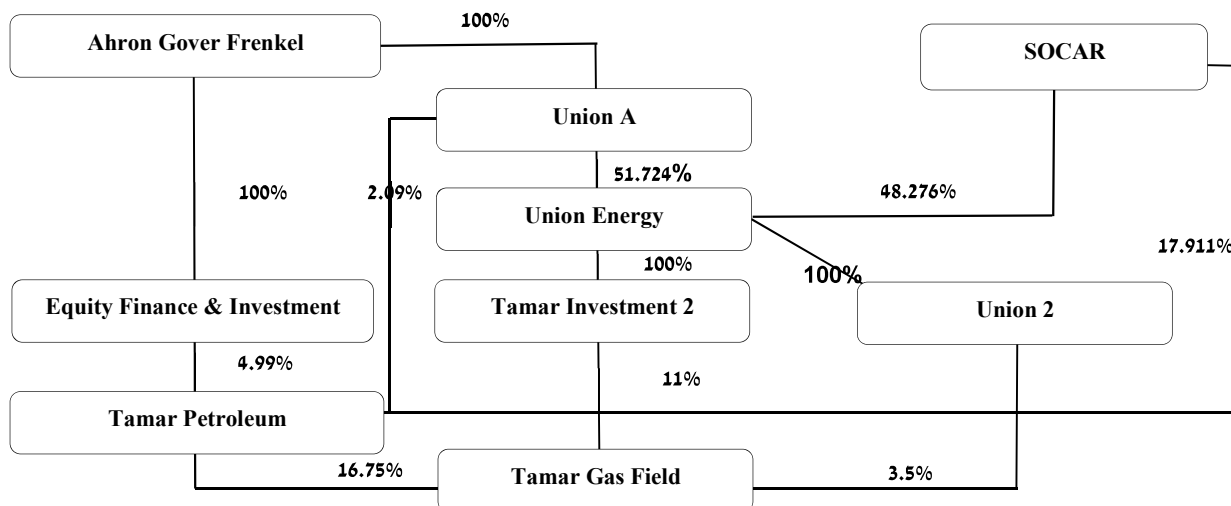 100%
Ahron Gover Frenkel
SOCAR
Union A
51.724%
100%
2.09%
48.276%
Union Energy
17.911%
100%
100%
Equity Finance & Investment
Tamar Investment 2
Union 2
4.99%
11%
Tamar Petroleum
16.75%
Tamar Gas Field
3.5%